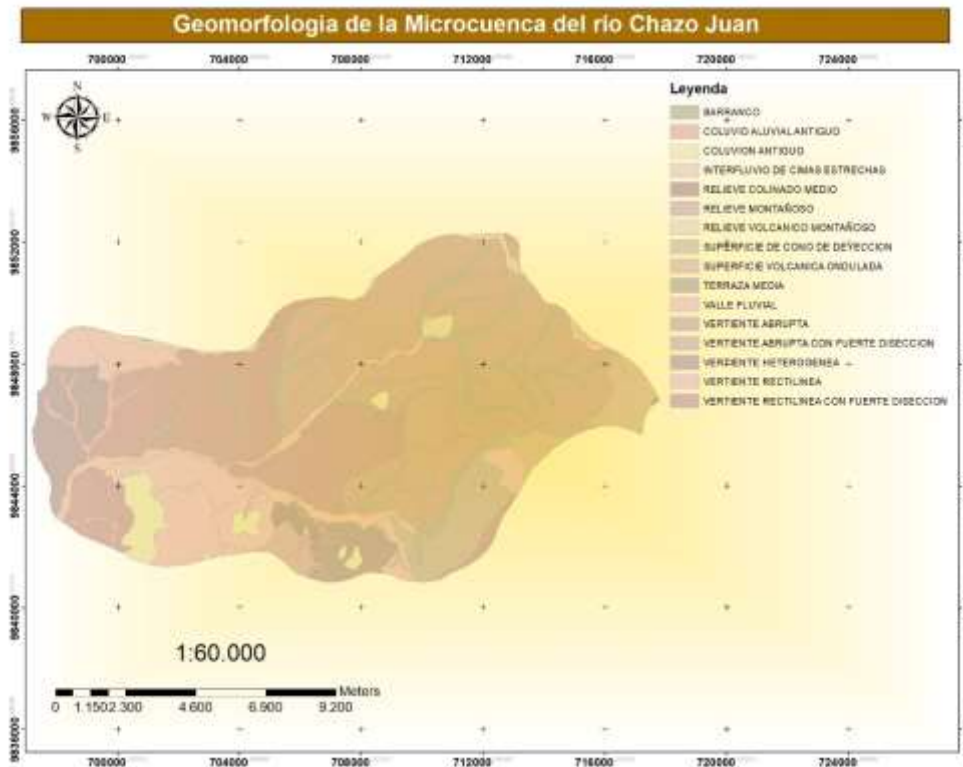 Geomorfologia de la Microcuenca del río Chazo Juan
700000 704000 708000 712000 716000 720000 724000
N
W E
S
Leyenda
BARRANCO
COLUVIO ALUVIAL ANTIGUO
COLUVION ANTIGUO
INTERFLUVIO DE CIMAS ESTRECHAS
RELIEVE COLINADO MEDIO
RELIEVE MONTAÑOSO
RELIEVE VOLCANICO MONTAÑOSO
SUPERFICIE DE CONO DE DEYECCION
SUPERFICIE VOLCANICA ONDULADA
TERRAZA MEDIA
VALLE FLUVIAL
VERTIENTE ABRUPTA
VERTIENTE ABRUPTA CON FUERTE DISECCION
VERTIENTE HETEROGENEA
VERTIENTE RECTILINEA
VERTIENTE RECTILINEA CON FUERTE DISECCION
9856000
9852000
9848000
9844000
9840000
9836000
1:60.000
Meters
0 1.150 2.300 4.600 6.900 9.200
700000 704000 708000 712000 716000 720000 724000